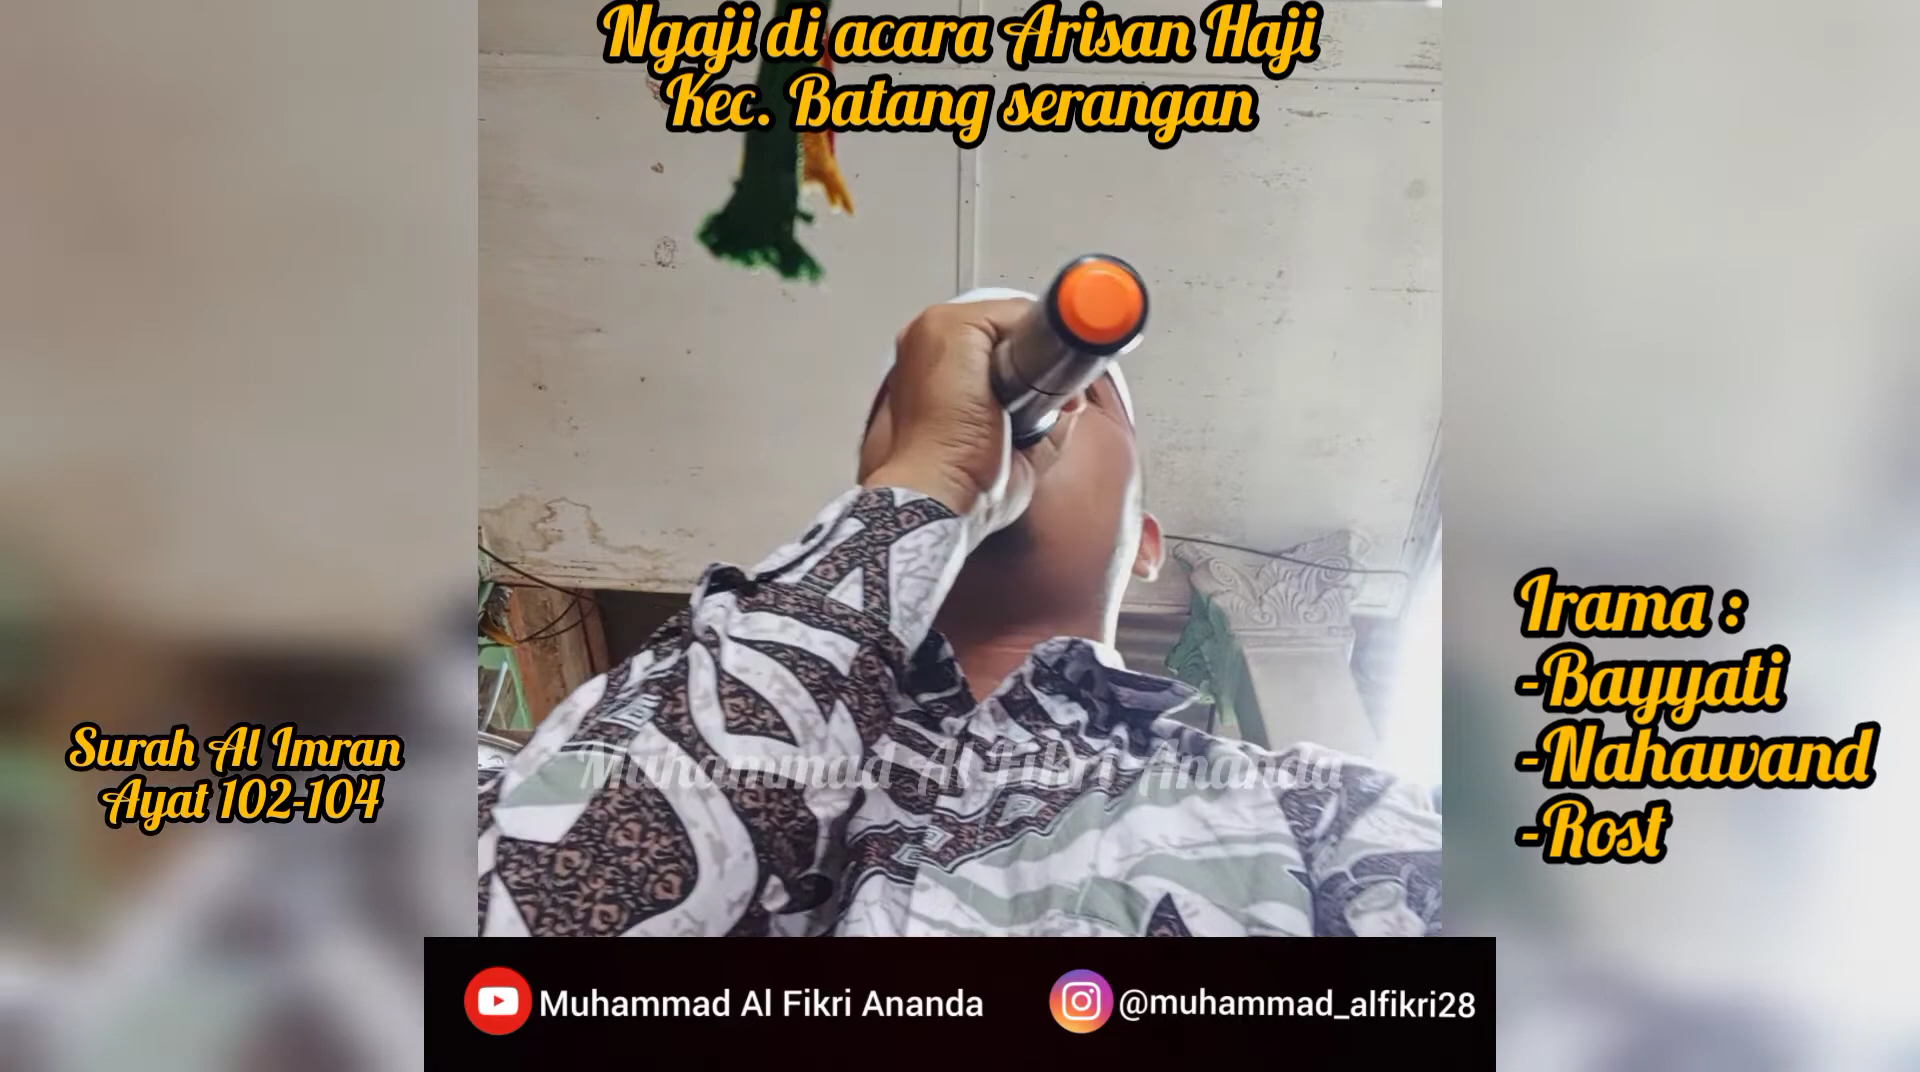 Ngaji di acara Arisan Haji
Kec. Batang serangan
Irama :
-Bayyati
-Nahawand
-Rost
Surah Al Imran
Ayat 102-104
Muhammad Al Fikri Ananda
Muhammad Al Fikri Ananda
@muhammad_alfikri28